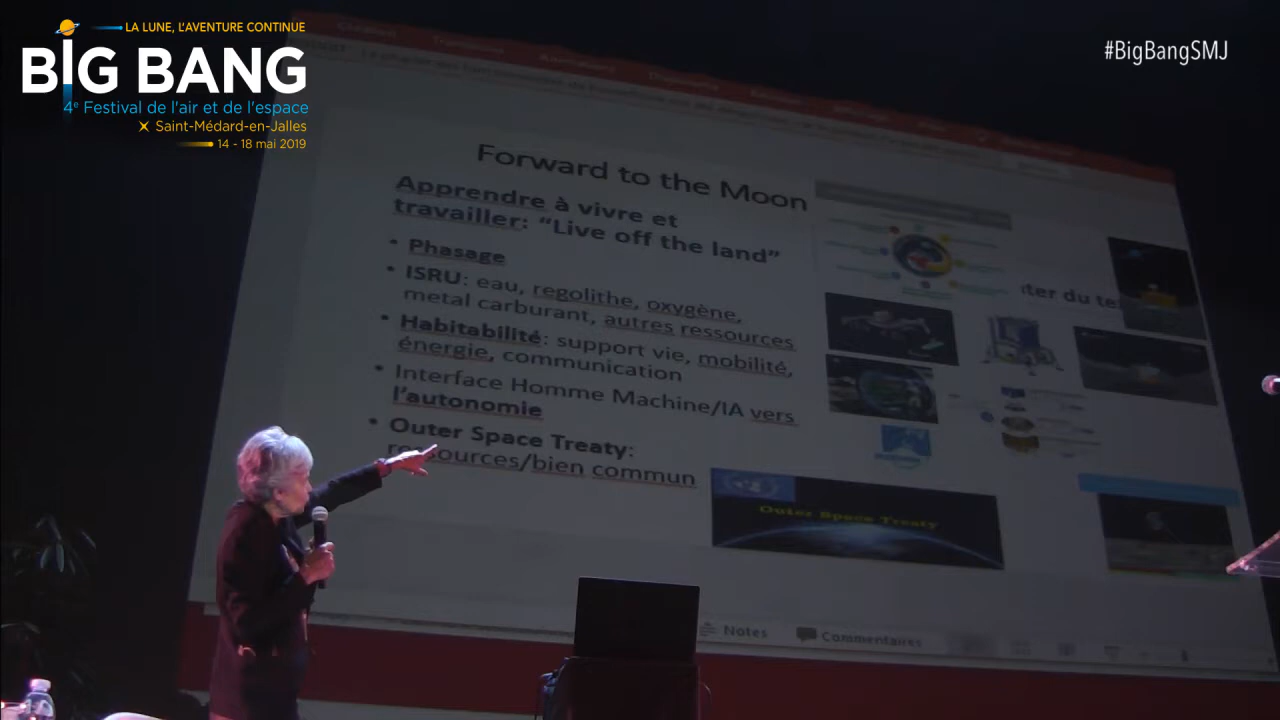 LA LUNE, L'AVENTURE CONTINUE
BIG BANG
4e Festival de l'air et de l'espace
Saint-Médard-en-Jalles
14 - 18 mai 2019
#BigBangSMJ
Forward to the Moon
Apprendre à vivre et
travailler: "Live off the land"
• Phasage
• ISRU: eau, regolithe, oxygène,
metal carburant, autres ressources
• Habitabilité: support vie, mobilité,
énergie, communication
• Interface Homme Machine/IA vers
l'autonomie
• Outer Space Treaty:
ressources/bien commun
Outer Space Treaty
Notes
Commentaires